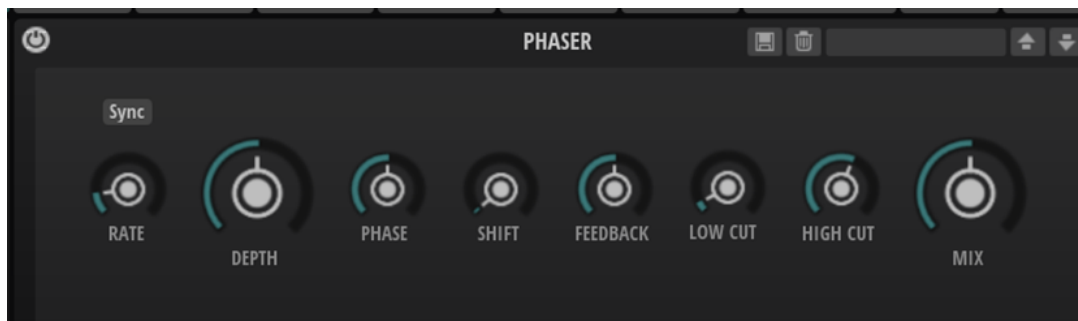 PHASER
Sync
RATE
DEPTH
PHASE
SHIFT
FEEDBACK
LOW CUT
HIGH CUT
MIX